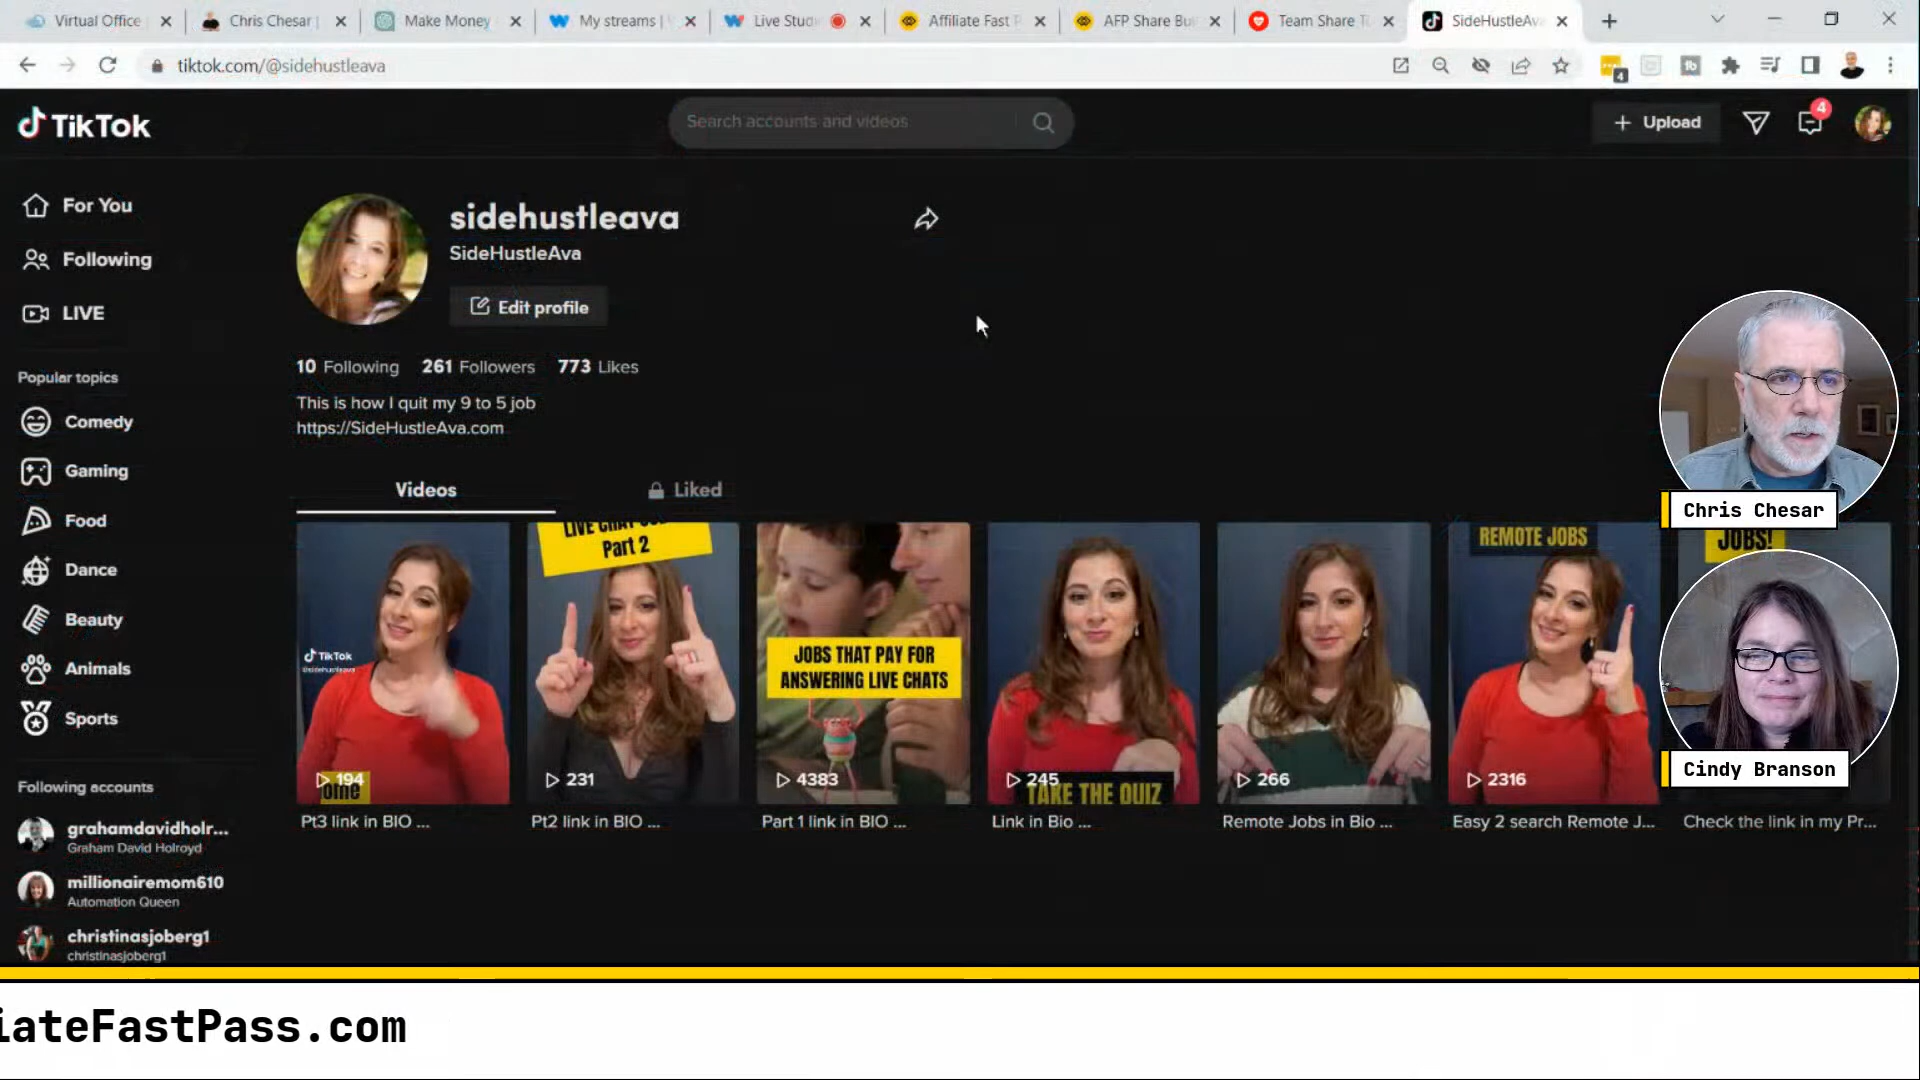 Virtual Office
Chris Chesar
Make Money
My streams |
Live Stud
Affiliate Fast P
AFP Share Bu
Team Share T
SideHustleAv
tiktok.com/@sidehustleava
4
TikTok
Search accounts and videos
Upload
4
For You
Following
LIVE
Popular topics
Comedy
Gaming
Food
Dance
Beauty
Animals
Sports
Following accounts
grahamdavidholr...
Graham David Holroyd
millionairemom610
Automation Queen
christinasjoberg1
christinasjoberg1
sidehustleava
SideHustleAva
Edit profile
10 Following 261 Followers 773 Likes
This is how I quit my 9 to 5 job
https://SideHustleAva.com
Videos
Liked
TikTok
@sidehustleava
194
ome
Pt3 link in BIO ...
Part 2
231
Pt2 link in BIO ...
JOBS THAT PAY FOR
ANSWERING LIVE CHATS
4383
Part 1 link in BIO ...
245
TAKE THE QUIZ
Link in Bio ...
266
Remote Jobs in Bio ...
REMOTE JOBS
2316
Easy 2 search Remote J...
JOBS!
Check the link in my Pr...
Chris Chesar
Cindy Branson
iateFastPass.com